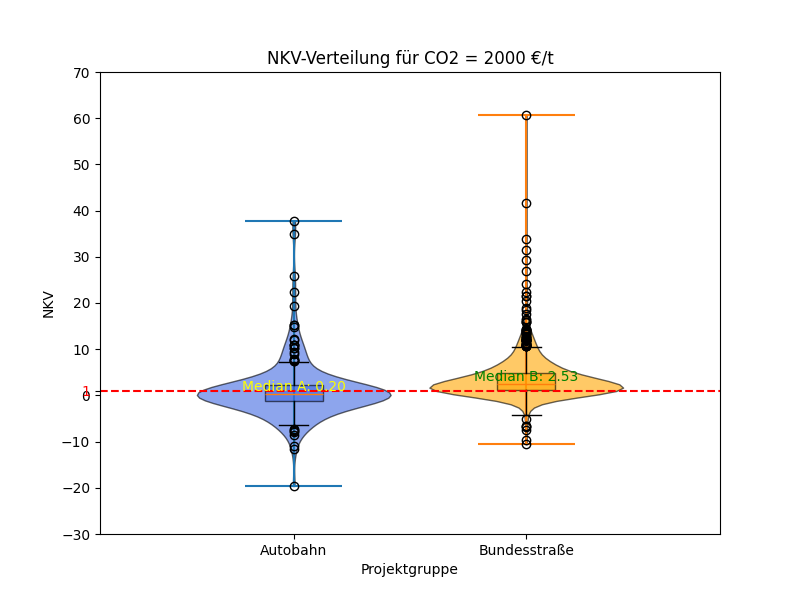 NKV-Verteilung für CO2 = 2000 €/t
70
60
50
40
30
20
10
1
0
−10
−20
−30
NKV
Median A: 0.20
Median B: 2.53
Autobahn
Bundesstraße
Projektgruppe